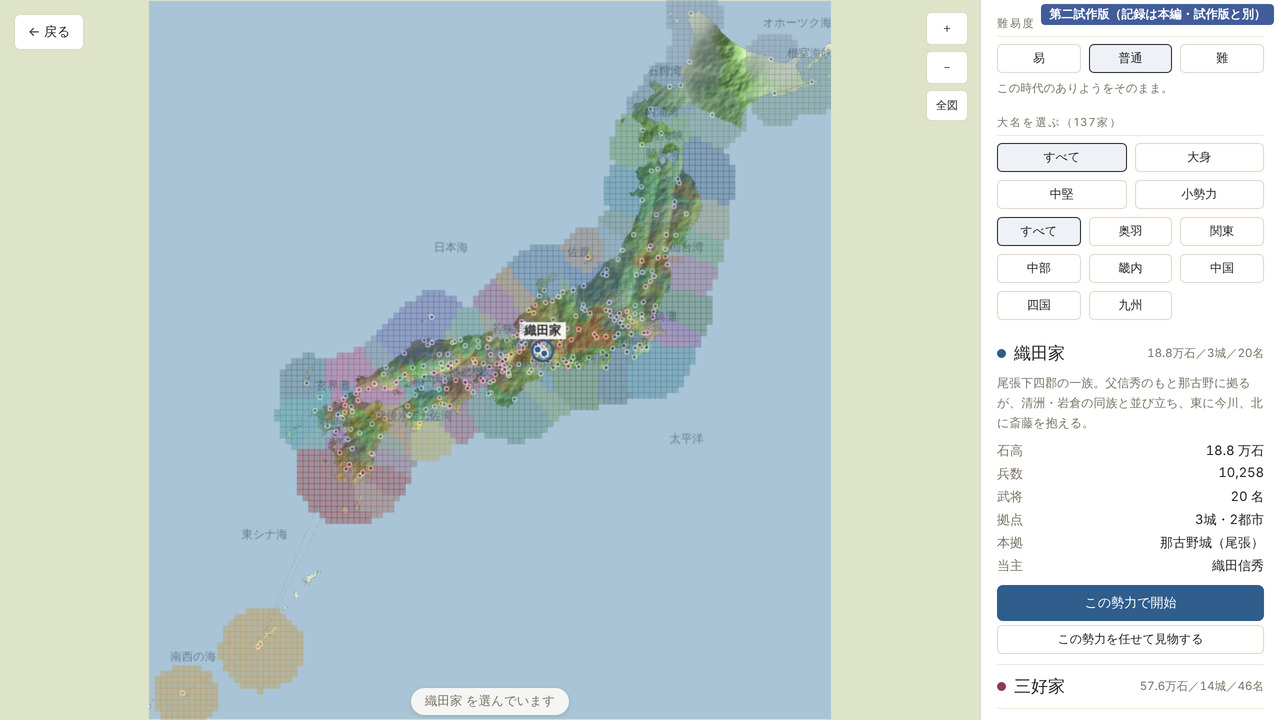 ← 戻る
+
−
全図
オホーツク海
根室海峡
石狩湾
日本海
佐渡
仙台湾
織田家
玄界灘
太平洋
東シナ海
南西の海
織田家 を選んでいます
第二試作版（記録は本編・試作版と別）
難易度
易
普通
難
この時代のありようをそのまま。
大名を選ぶ（137家）
すべて
大身
中堅
小勢力
すべて
奥羽
関東
中部
畿内
中国
四国
九州
織田家
18.8万石／3城／20名
尾張下四郡の一族。父信秀のもと那古野に拠る
が、清洲・岩倉の同族と並び立ち、東に今川、北
に斎藤を抱える。
石高 18.8 万石
兵数 10,258
武将 20 名
拠点 3城・2都市
本拠 那古野城（尾張）
当主 織田信秀
この勢力で開始
この勢力を任せて見物する
三好家
57.6万石／14城／46名